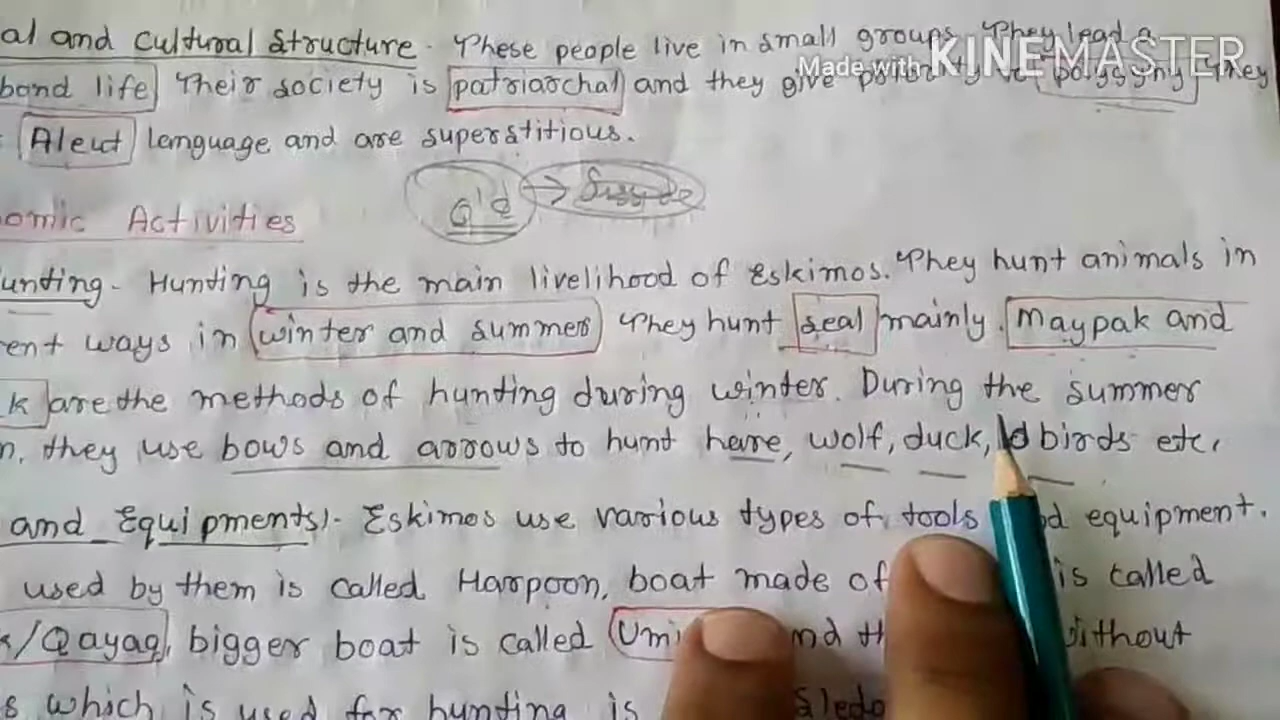 al and Cultural Structure - These people live in small groups. They lead a
Made with KINEMASTER
bond life Their society is patriarchal and they give polygyny They
Aleut language and are superstitious.
omic Activities
unting - Hunting is the main livelihood of Eskimos. They hunt animals in
ent ways in winter and summer They hunt seal mainly. Maypak and
k are the methods of hunting during winter. During the summer
n, they use bows and arrows to hunt hare, wolf, duck, birds etc.
and Equipments:- Eskimos use various types of tools equipment.
used by them is called Harpoon, boat made of is called
/Qayaq, bigger boat is called
s which is used for hunting is